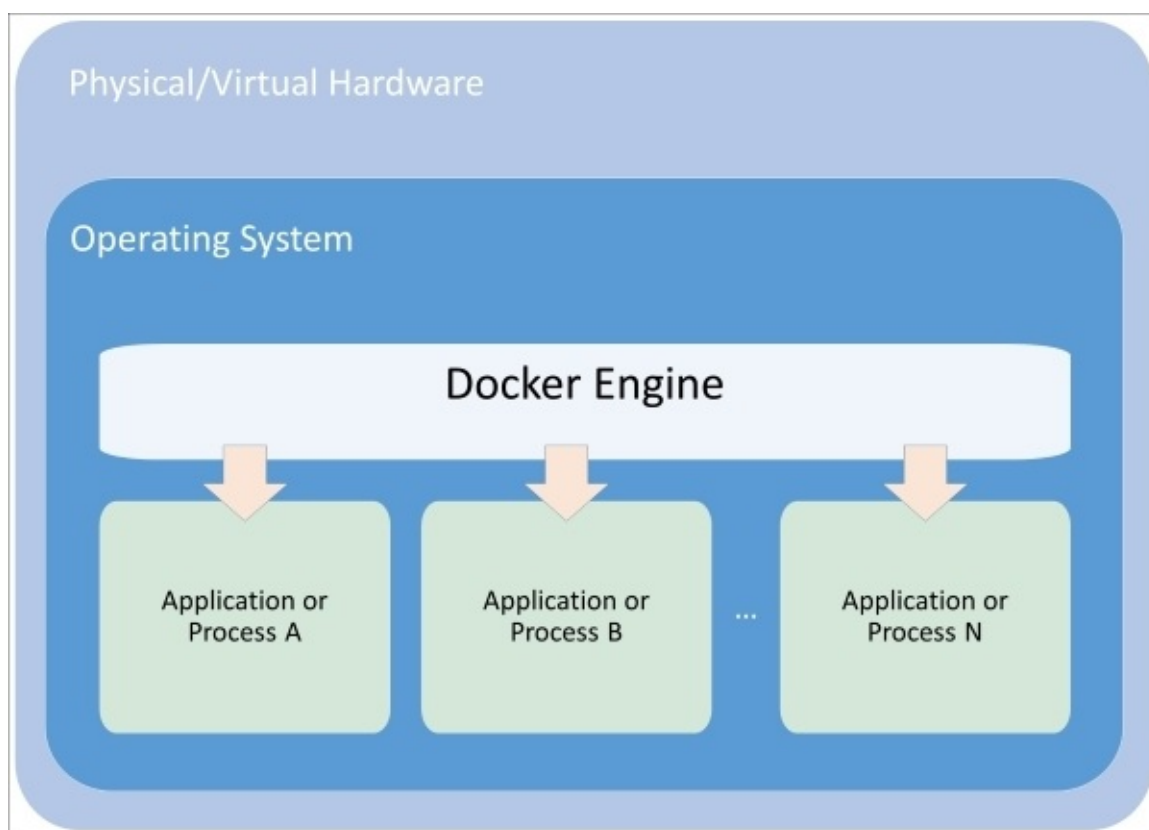 Physical/Virtual Hardware
Operating System
Docker Engine
Application or
Process A
Application or
Process B
...
Application or
Process N